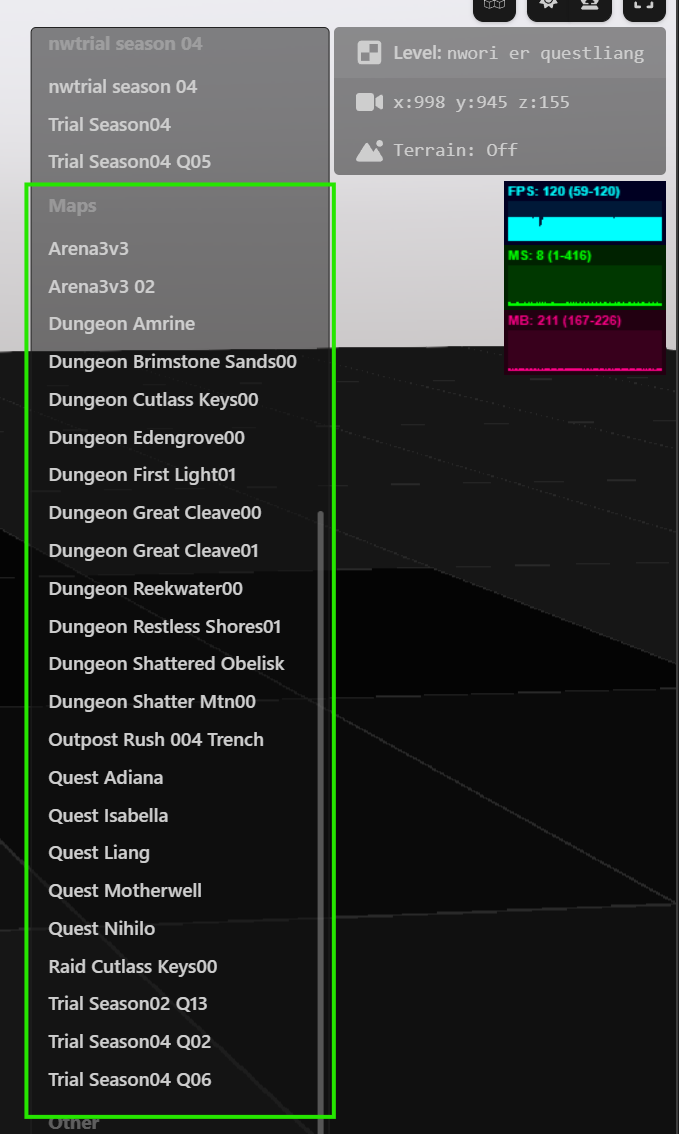 nwtrial season 04
nwtrial season 04
Trial Season04
Trial Season04 Q05
Maps
Arena3v3
Arena3v3 02
Dungeon Amrine
Dungeon Brimstone Sands00
Dungeon Cutlass Keys00
Dungeon Edengrove00
Dungeon First Light01
Dungeon Great Cleave00
Dungeon Great Cleave01
Dungeon Reekwater00
Dungeon Restless Shores01
Dungeon Shattered Obelisk
Dungeon Shatter Mtn00
Outpost Rush 004 Trench
Quest Adiana
Quest Isabella
Quest Liang
Quest Motherwell
Quest Nihilo
Raid Cutlass Keys00
Trial Season02 Q13
Trial Season04 Q02
Trial Season04 Q06
Other
Level: nwori er questliang
x:998 y:945 z:155
Terrain: Off
FPS: 120 (59-120)
MS: 8 (1-416)
MB: 211 (167-226)